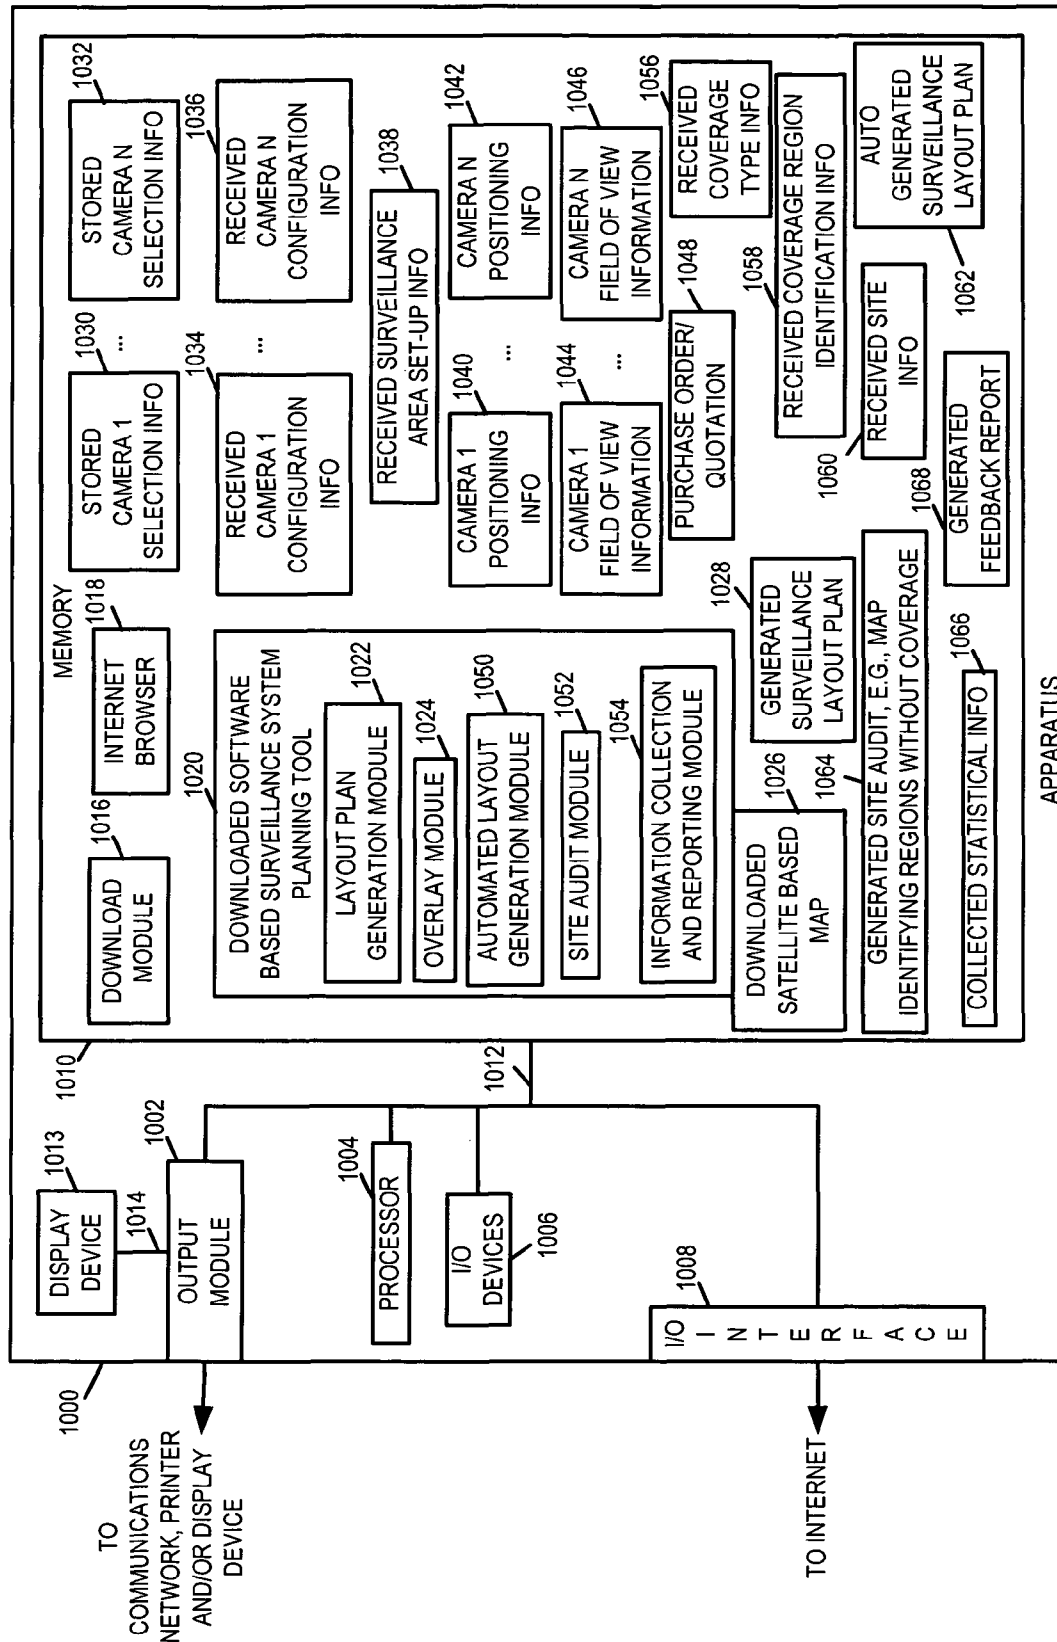 TO
COMMUNICATIONS
NETWORK, PRINTER
AND/OR DISPLAY
DEVICE
1000
DISPLAY
DEVICE
1013
1014
OUTPUT
MODULE
1002
PROCESSOR
1004
I/O
DEVICES
1006
I/O
INTERFACE
1008
TO INTERNET
1012
1010
MEMORY
DOWNLOAD
MODULE
1016
INTERNET
BROWSER
1018
1020
DOWNLOADED SOFTWARE
BASED SURVEILLANCE SYSTEM
PLANNING TOOL
LAYOUT PLAN
GENERATION MODULE
1022
OVERLAY MODULE
1024
AUTOMATED LAYOUT
GENERATION MODULE
1050
SITE AUDIT MODULE
1052
INFORMATION COLLECTION
AND REPORTING MODULE
1054
DOWNLOADED
SATELLITE BASED
MAP
1026
GENERATED
SURVEILLANCE
LAYOUT PLAN
1028
1064
GENERATED SITE AUDIT, E.G., MAP
IDENTIFYING REGIONS WITHOUT COVERAGE
COLLECTED STATISTICAL INFO
1066
STORED
CAMERA 1
SELECTION INFO
1030
...
STORED
CAMERA N
SELECTION INFO
1032
RECEIVED
CAMERA 1
CONFIGURATION
INFO
1034
...
RECEIVED
CAMERA N
CONFIGURATION
INFO
1036
RECEIVED SURVEILLANCE
AREA SET-UP INFO
1038
CAMERA 1
POSITIONING
INFO
1040
...
CAMERA N
POSITIONING
INFO
1042
CAMERA 1
FIELD OF VIEW
INFORMATION
1044
...
CAMERA N
FIELD OF VIEW
INFORMATION
1046
PURCHASE ORDER/
QUOTATION
1048
RECEIVED
COVERAGE
TYPE INFO
1056
1058
RECEIVED COVERAGE REGION
IDENTIFICATION INFO
1060
RECEIVED SITE
INFO
AUTO
GENERATED
SURVEILLANCE
LAYOUT PLAN
1062
1068
GENERATED
FEEDBACK REPORT
APPARATUS